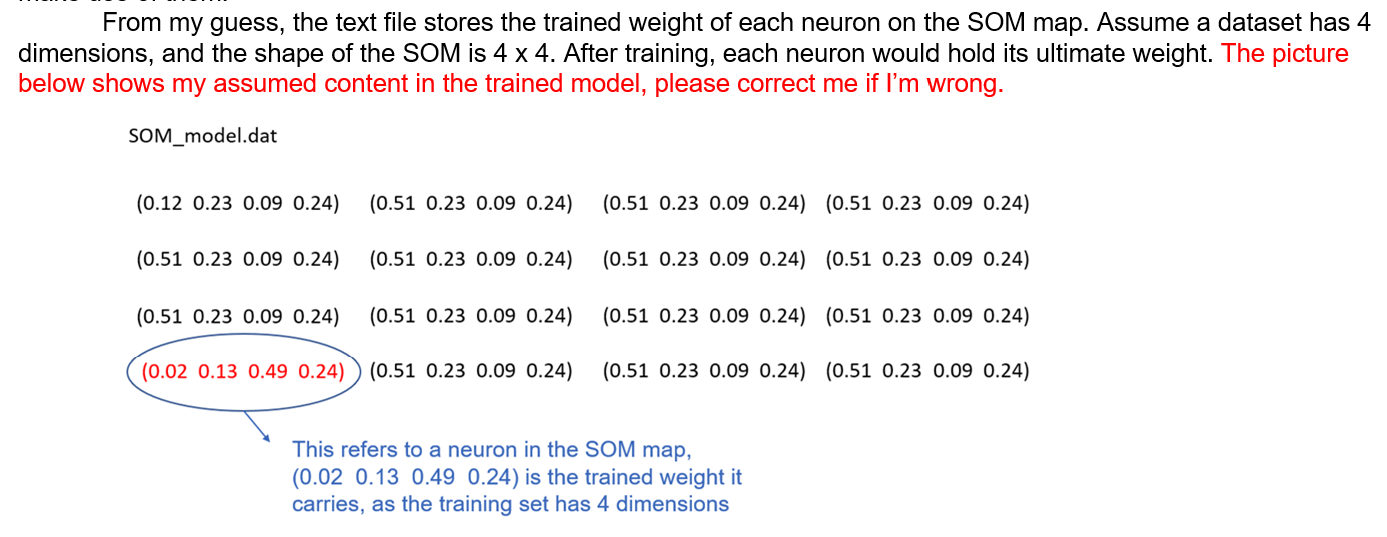 From my guess, the text file stores the trained weight of each neuron on the SOM map. Assume a dataset has 4
dimensions, and the shape of the SOM is 4 x 4. After training, each neuron would hold its ultimate weight. The picture
below shows my assumed content in the trained model, please correct me if I'm wrong.
SOM_model.dat
(0.12 0.23 0.09 0.24) (0.51 0.23 0.09 0.24) (0.51 0.23 0.09 0.24) (0.51 0.23 0.09 0.24)
(0.51 0.23 0.09 0.24) (0.51 0.23 0.09 0.24) (0.51 0.23 0.09 0.24) (0.51 0.23 0.09 0.24)
(0.51 0.23 0.09 0.24) (0.51 0.23 0.09 0.24) (0.51 0.23 0.09 0.24) (0.51 0.23 0.09 0.24)
(0.02 0.13 0.49 0.24) (0.51 0.23 0.09 0.24) (0.51 0.23 0.09 0.24) (0.51 0.23 0.09 0.24)
This refers to a neuron in the SOM map,
(0.02 0.13 0.49 0.24) is the trained weight it
carries, as the training set has 4 dimensions